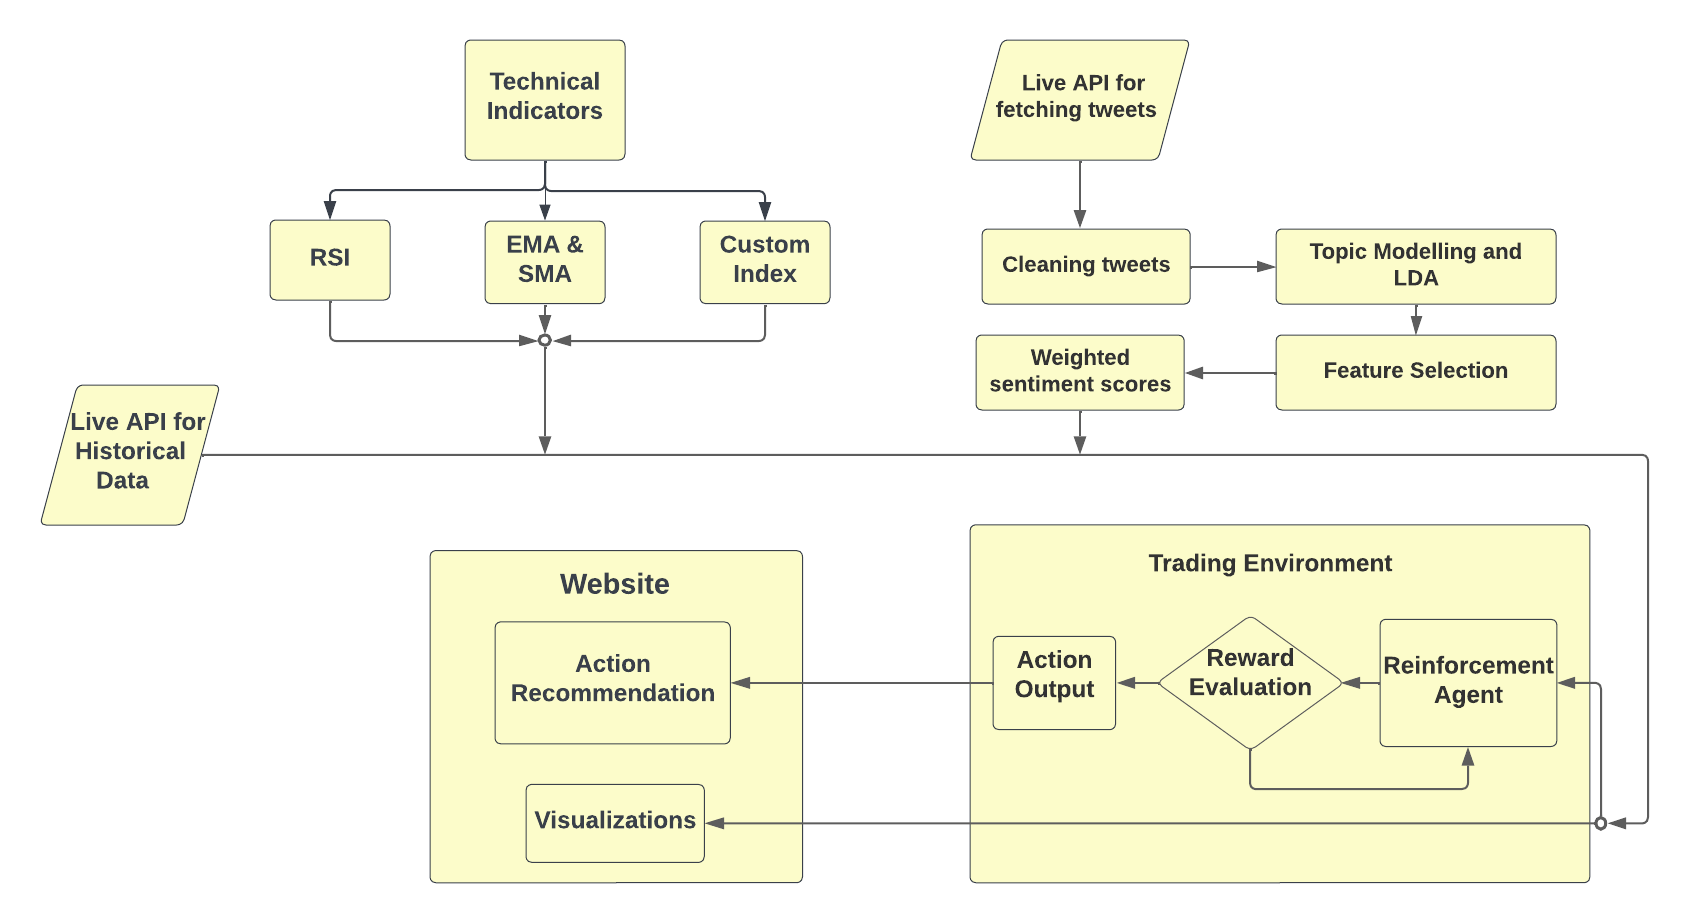 Technical
Indicators
Live API for
fetching tweets
RSI
EMA &
SMA
Custom
Index
Cleaning tweets
Topic Modelling and
LDA
Weighted
sentiment scores
Feature Selection
Live API for
Historical
Data
Website
Action
Recommendation
Visualizations
Trading Environment
Action
Output
Reward
Evaluation
Reinforcement
Agent